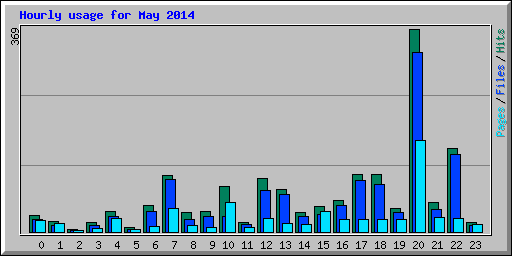 Hourly usage for May 2014
369
Pages / Files / Hits
0 1 2 3 4 5 6 7 8 9 10 11 12 13 14 15 16 17 18 19 20 21 22 23